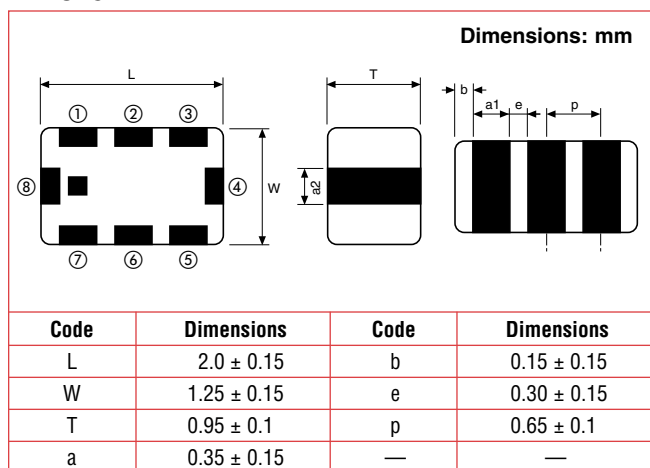 Dimensions: mm
L
T
b
a1
e
p
① ② ③
⑧
④
W
a2
⑦ ⑥ ⑤
Code Dimensions Code Dimensions
L 2.0 ± 0.15 b 0.15 ± 0.15
W 1.25 ± 0.15 e 0.30 ± 0.15
T 0.95 ± 0.1 p 0.65 ± 0.1
a 0.35 ± 0.15 — —